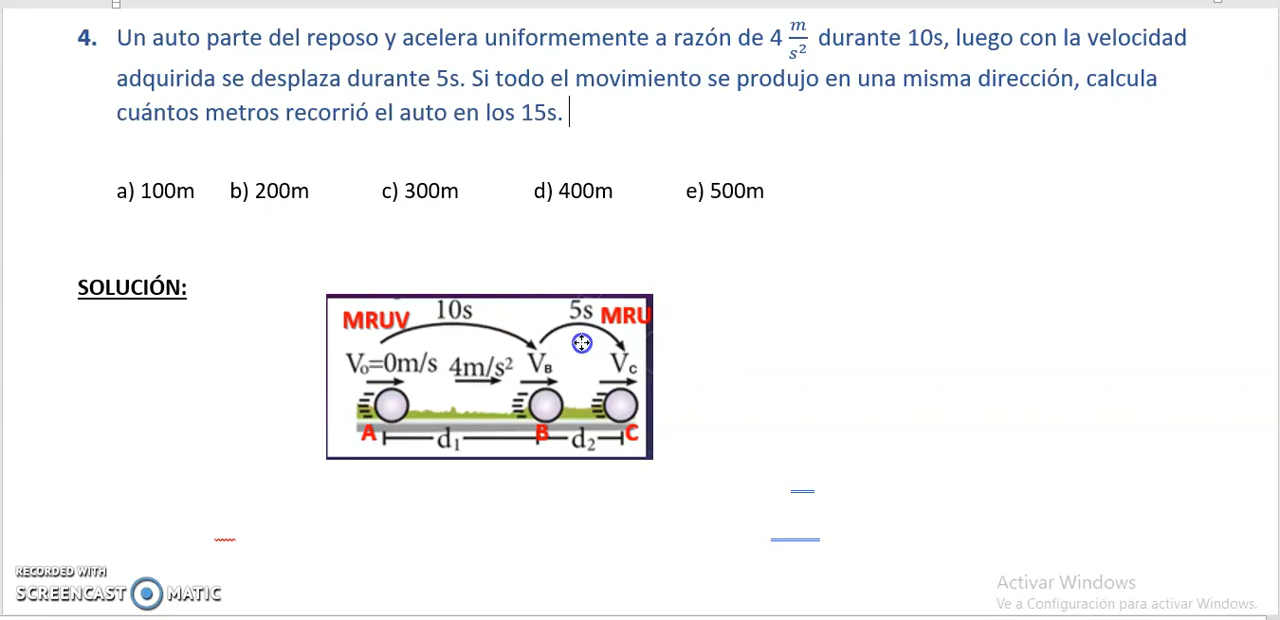 4. Un auto parte del reposo y acelera uniformemente a razón de 4 m/s² durante 10s, luego con la velocidad
adquirida se desplaza durante 5s. Si todo el movimiento se produjo en una misma dirección, calcula
cuántos metros recorrió el auto en los 15s.
a) 100m b) 200m c) 300m d) 400m e) 500m
SOLUCIÓN:
MRUV 10s 5s MRU
V₀=0m/s 4m/s² V_B V_C
A d₁ B d₂ C
RECORDED WITH
SCREENCAST MATIC
Activar Windows
Ve a Configuración para activar Windows.